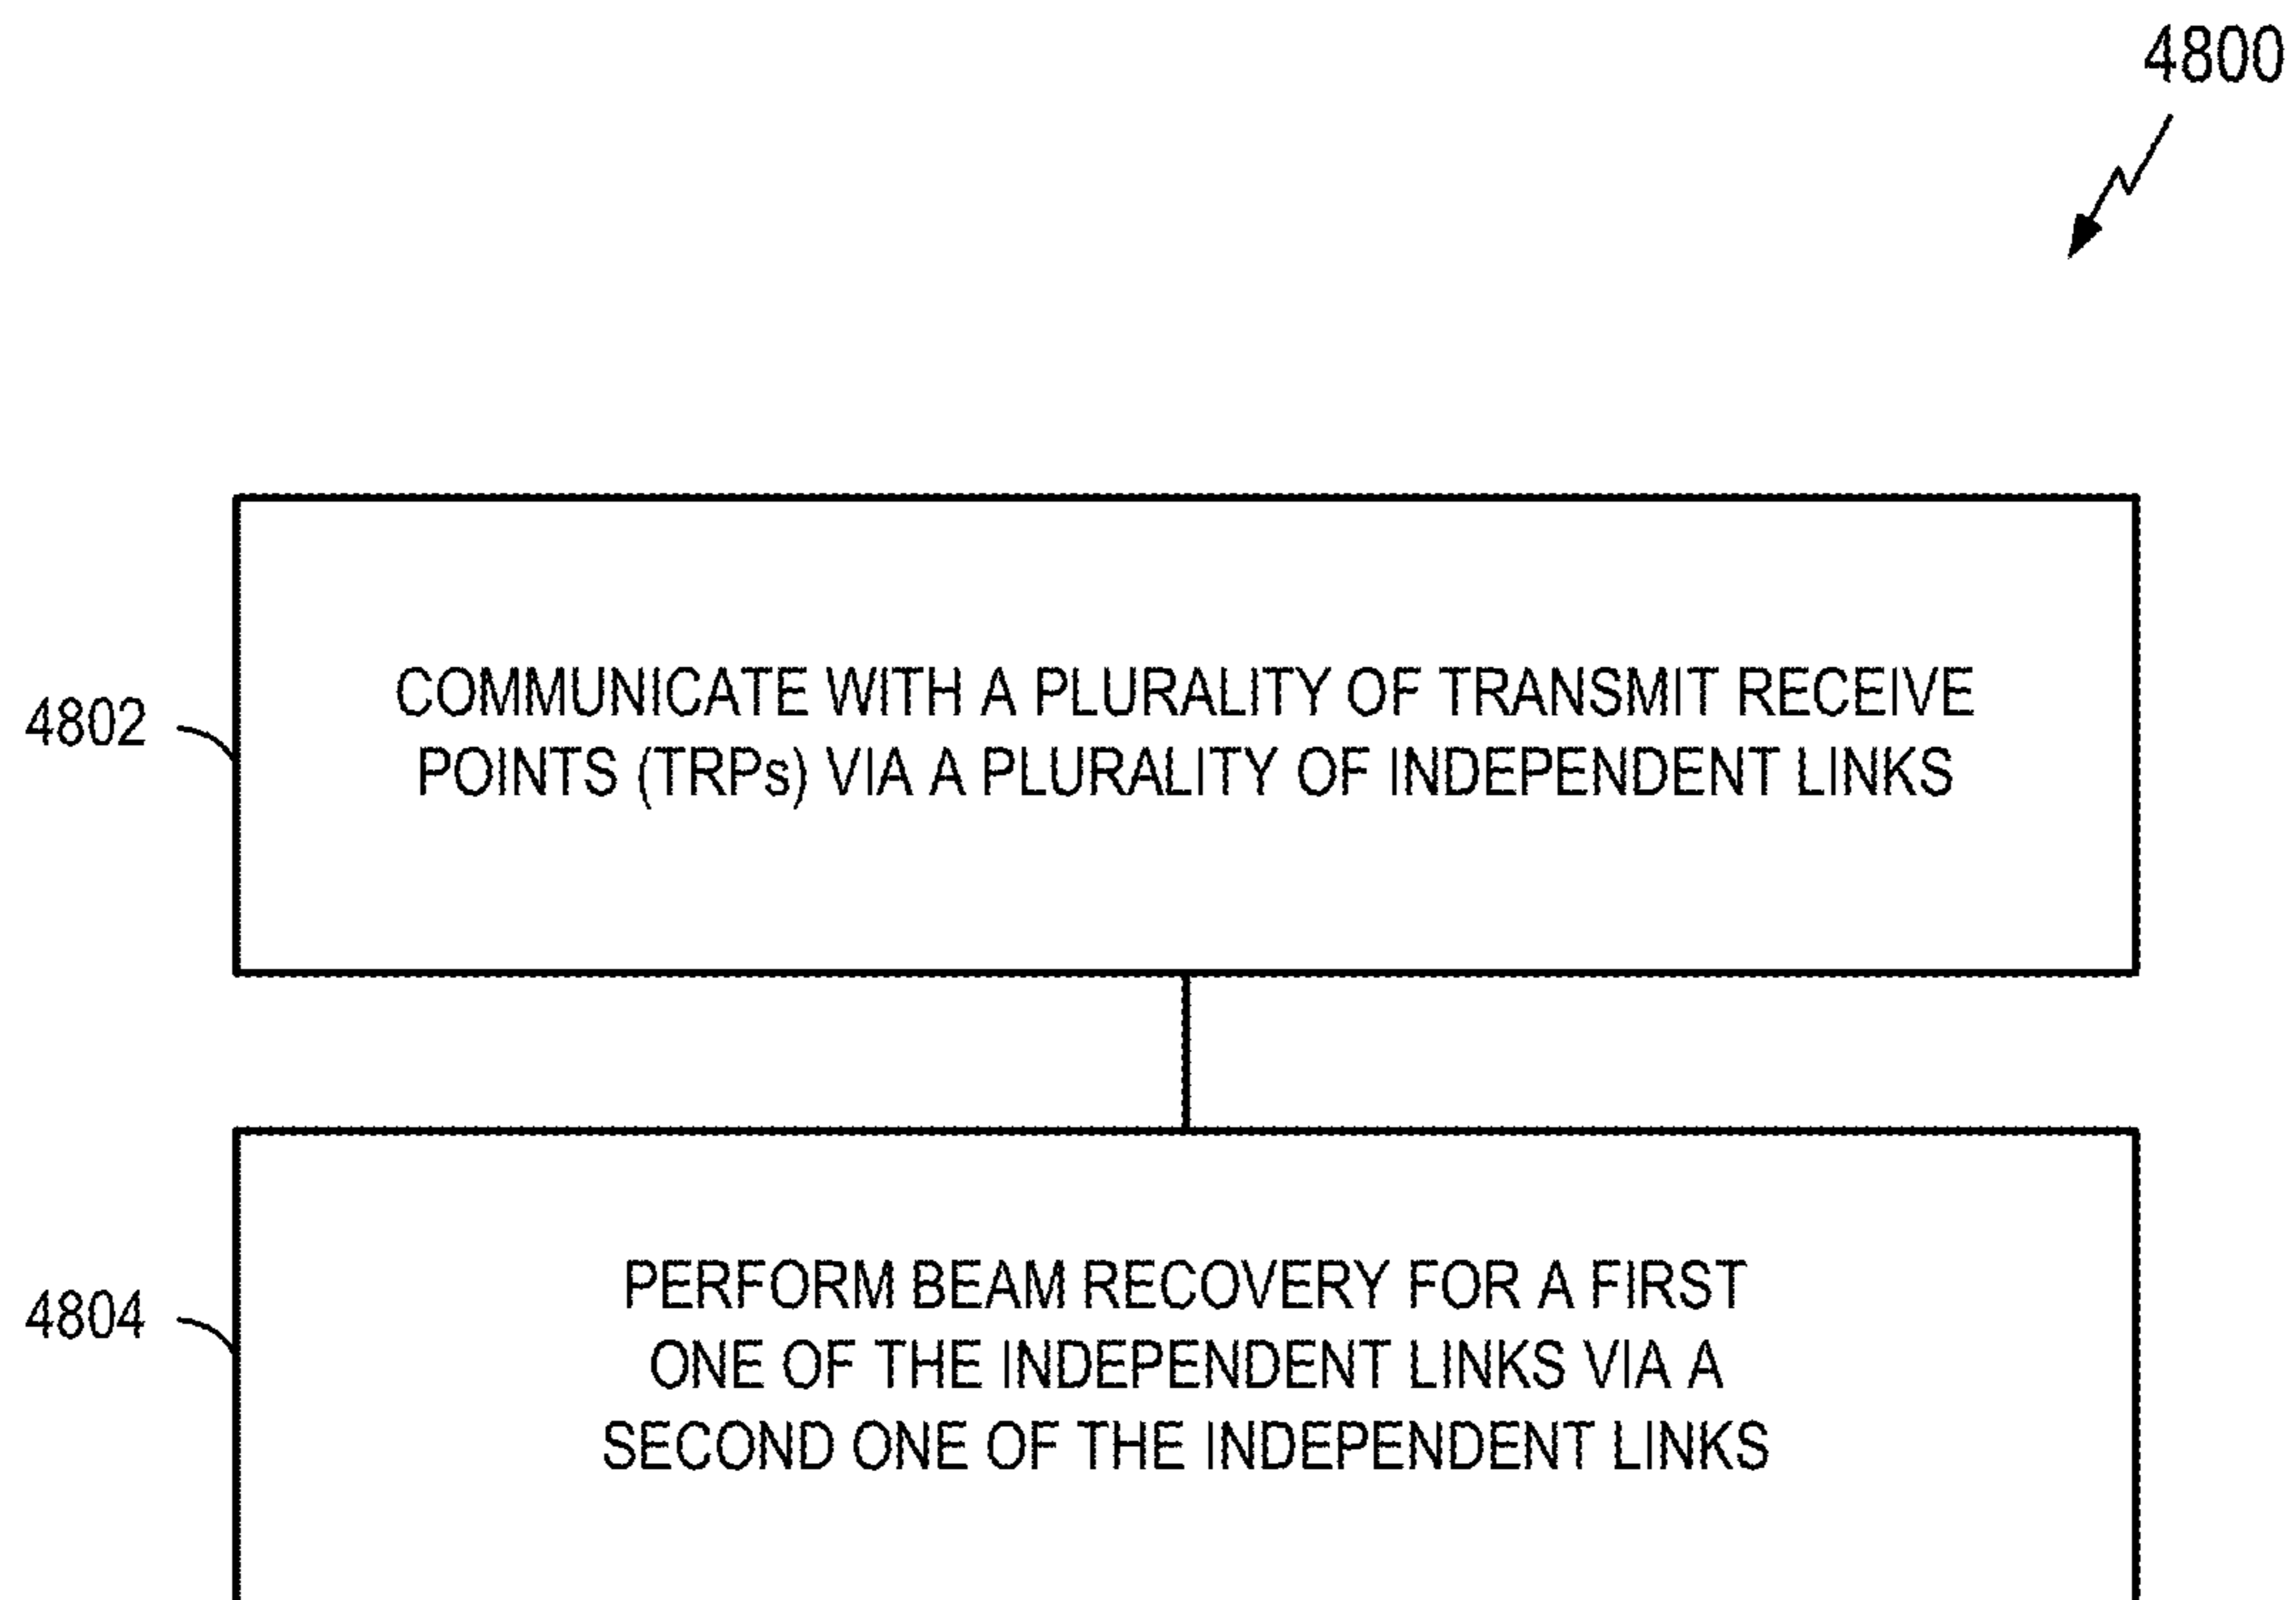 4800
4802
COMMUNICATE WITH A PLURALITY OF TRANSMIT RECEIVE
POINTS (TRPs) VIA A PLURALITY OF INDEPENDENT LINKS
4804
PERFORM BEAM RECOVERY FOR A FIRST
ONE OF THE INDEPENDENT LINKS VIA A
SECOND ONE OF THE INDEPENDENT LINKS